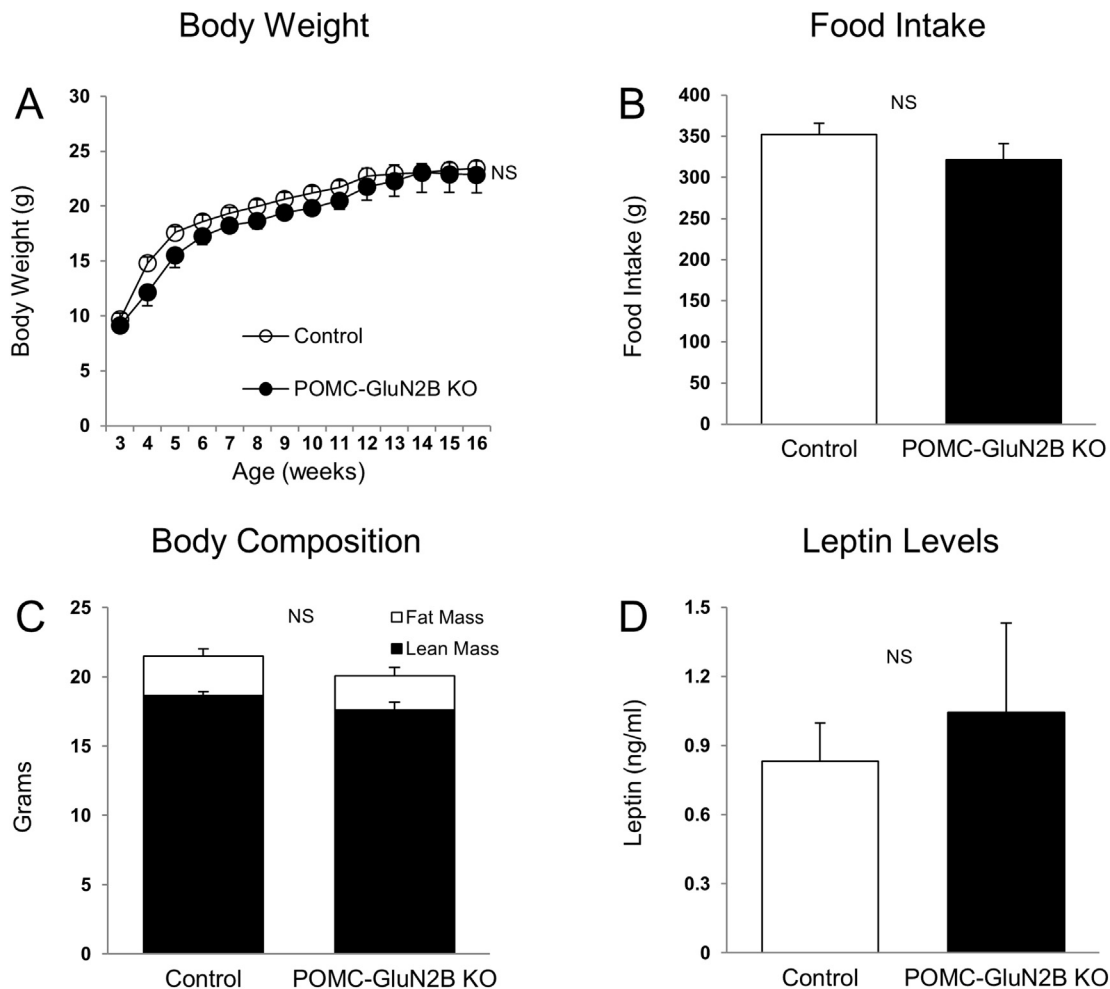 Body Weight
A
30
25
20
15
10
5
0
Body Weight (g)
NS
Control
POMC-GluN2B KO
3 4 5 6 7 8 9 10 11 12 13 14 15 16
Age (weeks)
Food Intake
B
400
350
300
250
200
150
100
50
0
Food Intake (g)
NS
Control POMC-GluN2B KO
Body Composition
C
25
20
15
10
5
0
Grams
NS
Fat Mass
Lean Mass
Control POMC-GluN2B KO
Leptin Levels
D
1.5
1.2
0.9
0.6
0.3
0
Leptin (ng/ml)
NS
Control POMC-GluN2B KO